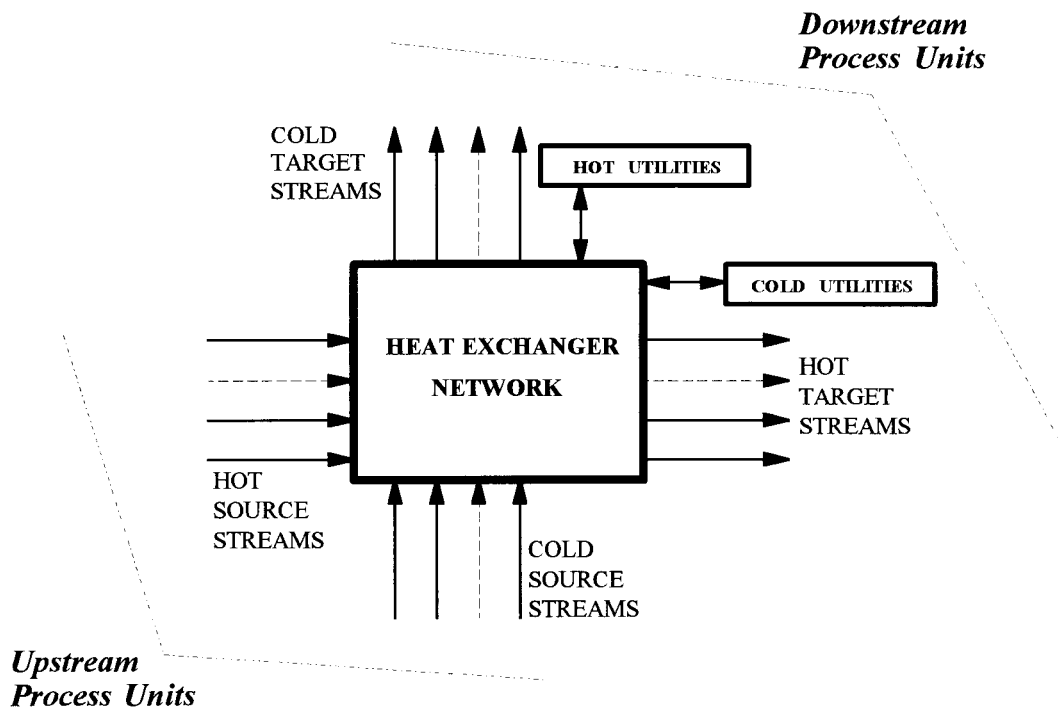 Downstream
Process Units
COLD
TARGET
STREAMS
HOT UTILITIES
COLD UTILITIES
HEAT EXCHANGER
NETWORK
HOT
TARGET
STREAMS
HOT
SOURCE
STREAMS
COLD
SOURCE
STREAMS
Upstream
Process Units